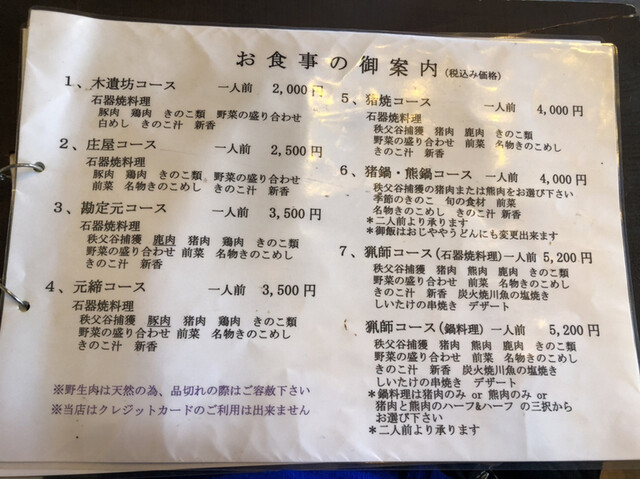 お食事の御案内(税込み価格)
1、木遣坊コース 一人前 2,000円
石器焼料理
豚肉 鶏肉 きのこ類 野菜の盛り合わせ
白めし きのこ汁 新香
2、庄屋コース 一人前 2,500円
石器焼料理
豚肉 鶏肉 きのこ類 野菜の盛り合わせ
前菜 名物きのこめし きのこ汁 新香
3、勘定元コース 一人前 3,500円
石器焼料理
秩父谷捕獲 鹿肉 猪肉 鶏肉 きのこ類
野菜の盛り合わせ 前菜 名物きのこめし
きのこ汁 新香
4、元締コース 一人前 3,500円
石器焼料理
秩父谷捕獲 豚肉 猪肉 鶏肉 きのこ類
野菜の盛り合わせ 前菜 名物きのこめし
きのこ汁 新香
※野生肉は天然の為、品切れの際はご容赦下さい
※当店はクレジットカードのご利用は出来ません
5、猪焼コース 一人前 4,000円
石器焼料理
秩父谷捕獲 猪肉 鹿肉 きのこ類
野菜の盛り合わせ 前菜 名物きのこめし
きのこ汁 新香
6、猪鍋・熊鍋コース 一人前 4,000円
秩父谷捕獲の猪肉または熊肉をお選び下さい
季節のきのこ 旬の食材 前菜
名物きのこめし きのこ汁 新香
*二人前より承ります
*御飯はおじややうどんにも変更出来ます
7、猟師コース(石器焼料理)一人前 5,200円
秩父谷捕獲 猪肉 熊肉 鹿肉 きのこ類
野菜の盛り合わせ 前菜 名物きのこめし
きのこ汁 新香 炭火焼川魚の塩焼き
しいたけの串焼き デザート
8、猟師コース(鍋料理)一人前 5,200円
秩父谷捕獲 猪肉 熊肉 鹿肉 きのこ類
野菜の盛り合わせ 前菜 名物きのこめし
きのこ汁 新香 炭火焼川魚の塩焼き
しいたけの串焼き デザート
*鍋料理は猪肉のみ or 熊肉のみ or
猪肉と熊肉のハーフ&ハーフ の三択から
お選び下さい
*二人前より承ります